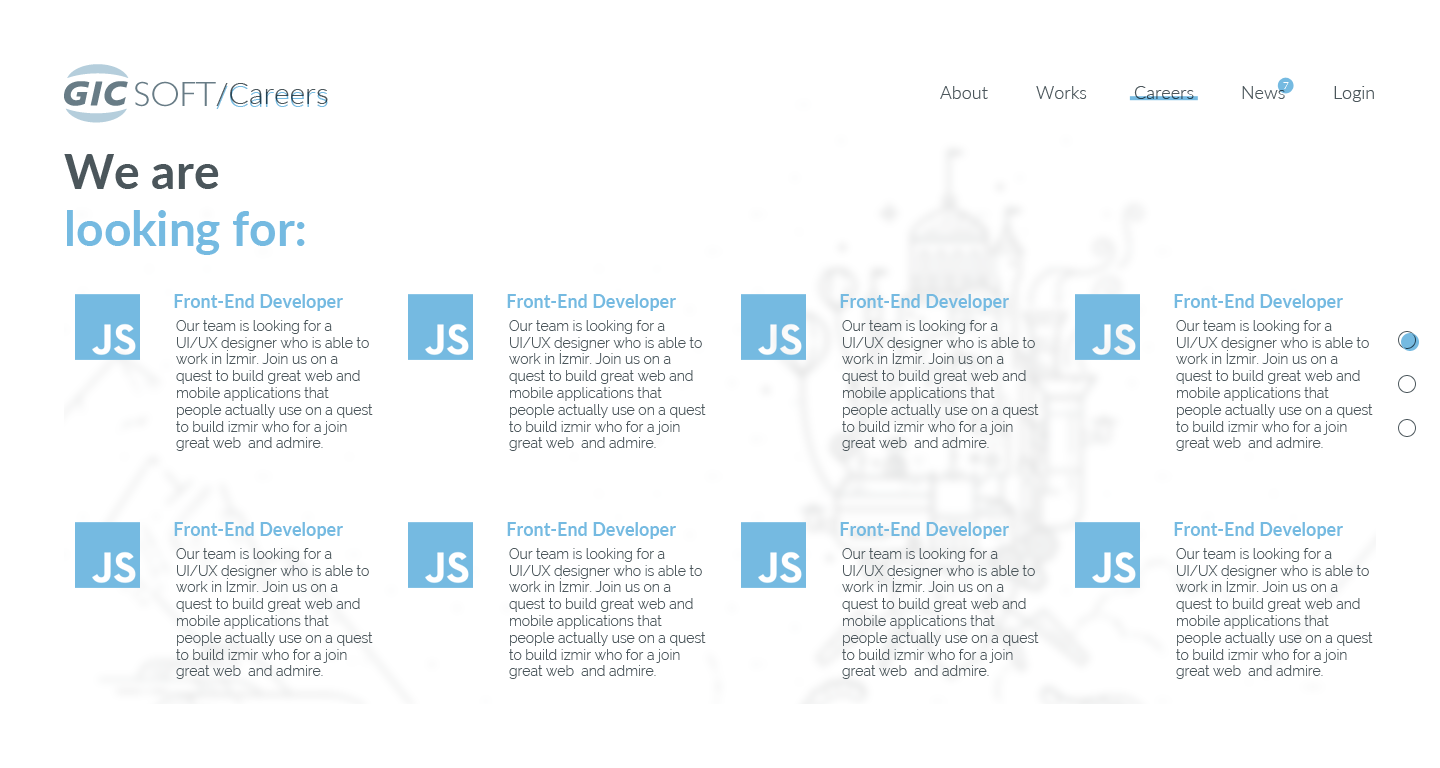 GIC SOFT/Careers
About Works Careers News 7 Login
We are
looking for:
JS
Front-End Developer
Our team is looking for a
UI/UX designer who is able to
work in İzmir. Join us on a
quest to build great web and
mobile applications that
people actually use on a quest
to build izmir who for a join
great web  and admire.
JS
Front-End Developer
Our team is looking for a
UI/UX designer who is able to
work in İzmir. Join us on a
quest to build great web and
mobile applications that
people actually use on a quest
to build izmir who for a join
great web  and admire.
JS
Front-End Developer
Our team is looking for a
UI/UX designer who is able to
work in İzmir. Join us on a
quest to build great web and
mobile applications that
people actually use on a quest
to build izmir who for a join
great web  and admire.
JS
Front-End Developer
Our team is looking for a
UI/UX designer who is able to
work in İzmir. Join us on a
quest to build great web and
mobile applications that
people actually use on a quest
to build izmir who for a join
great web  and admire.
JS
Front-End Developer
Our team is looking for a
UI/UX designer who is able to
work in İzmir. Join us on a
quest to build great web and
mobile applications that
people actually use on a quest
to build izmir who for a join
great web  and admire.
JS
Front-End Developer
Our team is looking for a
UI/UX designer who is able to
work in İzmir. Join us on a
quest to build great web and
mobile applications that
people actually use on a quest
to build izmir who for a join
great web  and admire.
JS
Front-End Developer
Our team is looking for a
UI/UX designer who is able to
work in İzmir. Join us on a
quest to build great web and
mobile applications that
people actually use on a quest
to build izmir who for a join
great web  and admire.
JS
Front-End Developer
Our team is looking for a
UI/UX designer who is able to
work in İzmir. Join us on a
quest to build great web and
mobile applications that
people actually use on a quest
to build izmir who for a join
great web  and admire.